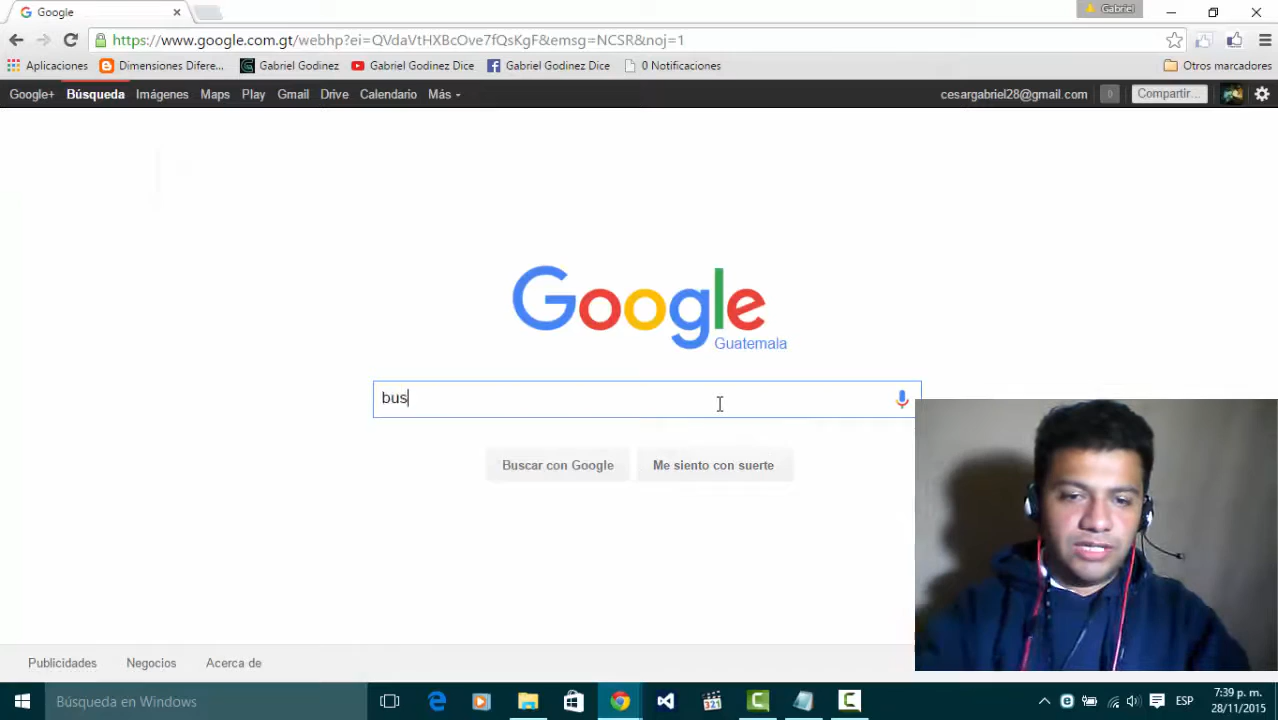 Google
Gabriel
https://www.google.com.gt/webhp?ei=QVdaVtHXBcOve7fQsKgF&emsg=NCSR&noj=1
Aplicaciones Dimensiones Difere... Gabriel Godinez Gabriel Godinez Dice Gabriel Godinez Dice 0 Notificaciones Otros marcadores
Google+ Búsqueda Imágenes Maps Play Gmail Drive Calendario Más cesargabriel28@gmail.com 0 Compartir...
Google
Guatemala
bus
Buscar con Google Me siento con suerte
Publicidades Negocios Acerca de
Búsqueda en Windows 321 ESP 7:39 p. m.
28/11/2015